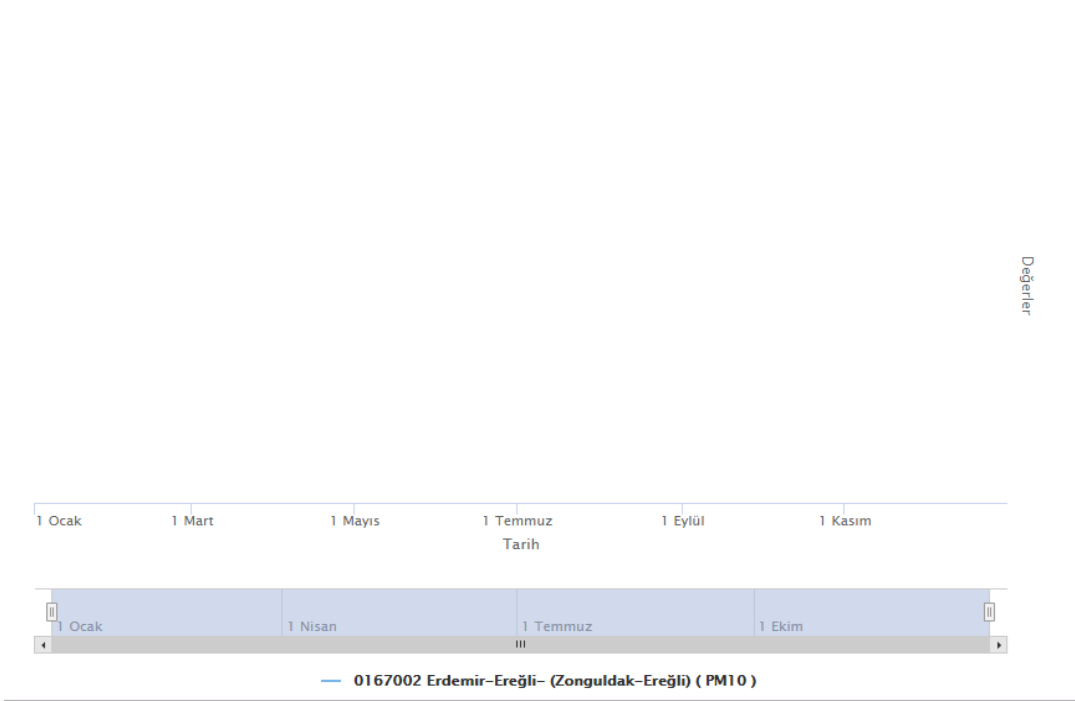 Değerler
1 Ocak 1 Mart 1 Mayıs 1 Temmuz 1 Eylül 1 Kasım
Tarih
1 Ocak 1 Nisan 1 Temmuz 1 Ekim
0167002 Erdemir-Ereğli- (Zonguldak-Ereğli) ( PM10 )